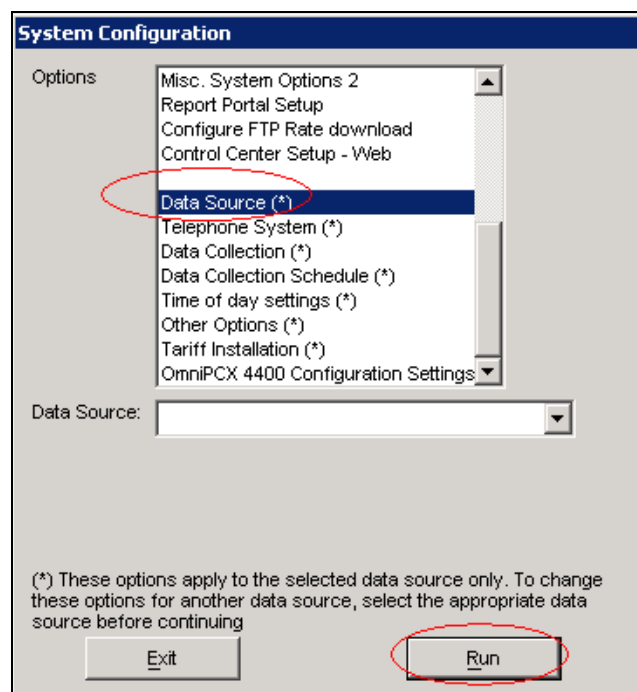 System Configuration
Options
Misc. System Options 2
Report Portal Setup
Configure FTP Rate download
Control Center Setup - Web
Data Source (*)
Telephone System (*)
Data Collection (*)
Data Collection Schedule (*)
Time of day settings (*)
Other Options (*)
Tariff Installation (*)
OmniPCX 4400 Configuration Settings
Data Source:
(*) These options apply to the selected data source only. To change
these options for another data source, select the appropriate data
source before continuing
Exit
Run